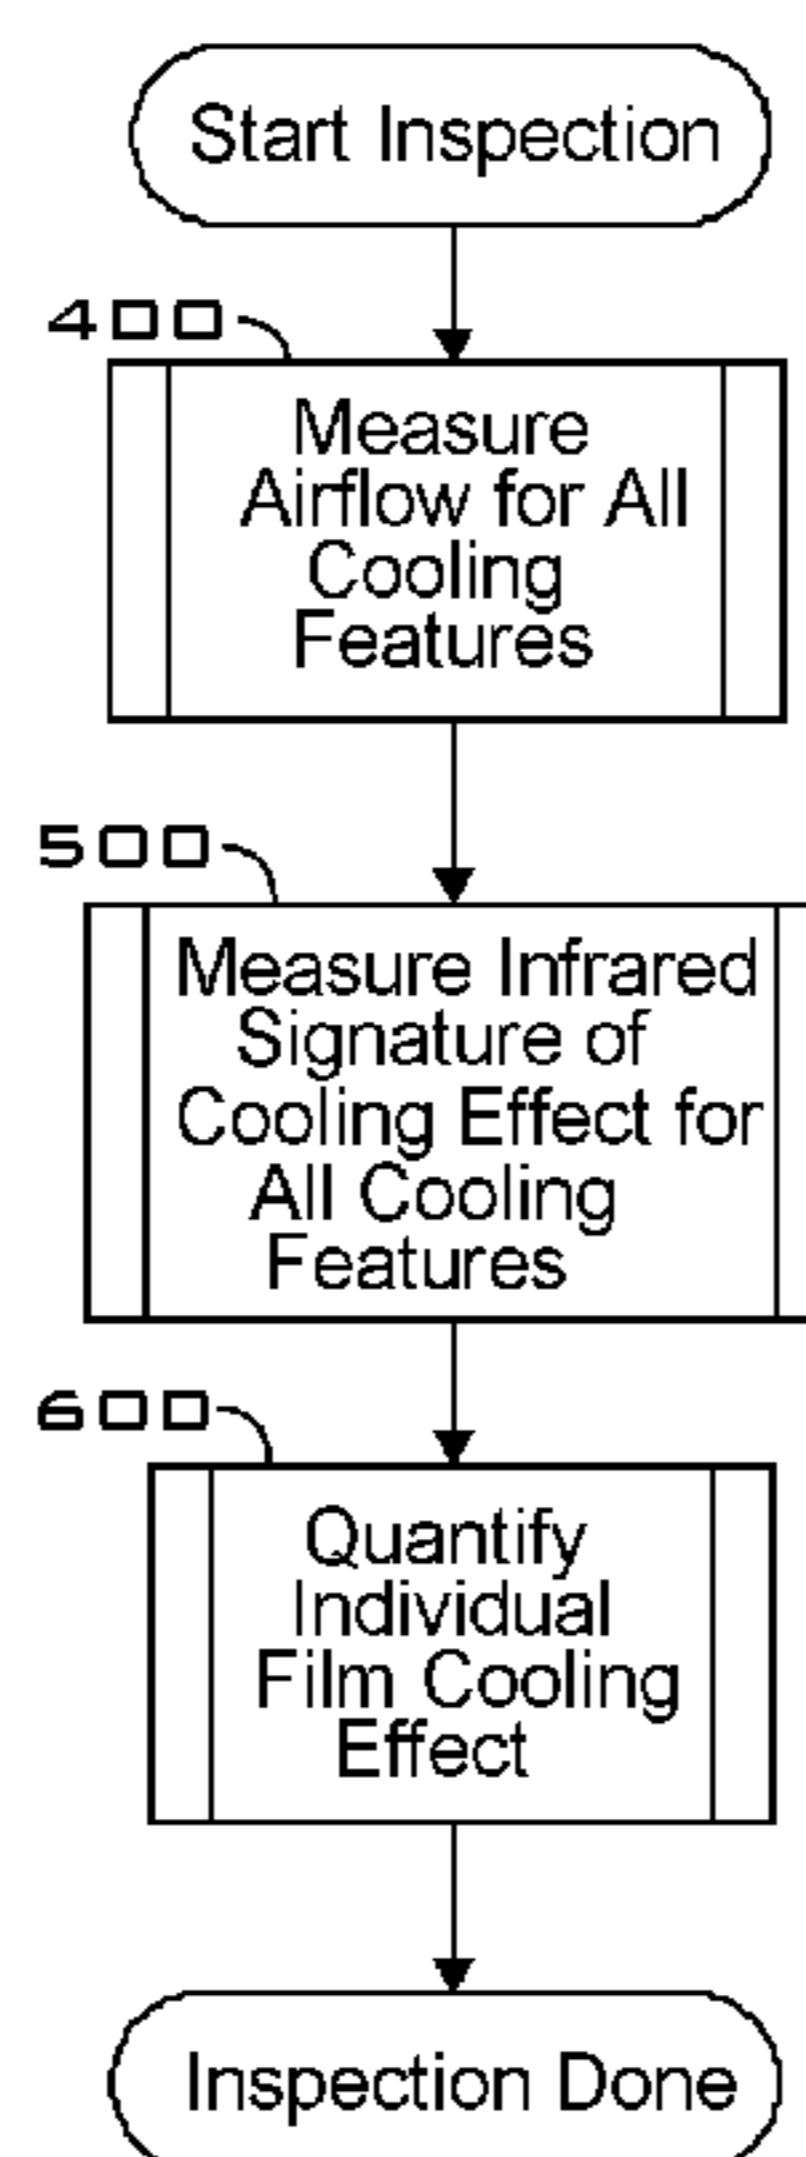 Start Inspection
400
Measure
Airflow for All
Cooling
Features
500
Measure Infrared
Signature of
Cooling Effect for
All Cooling
Features
600
Quantify
Individual
Film Cooling
Effect
Inspection Done